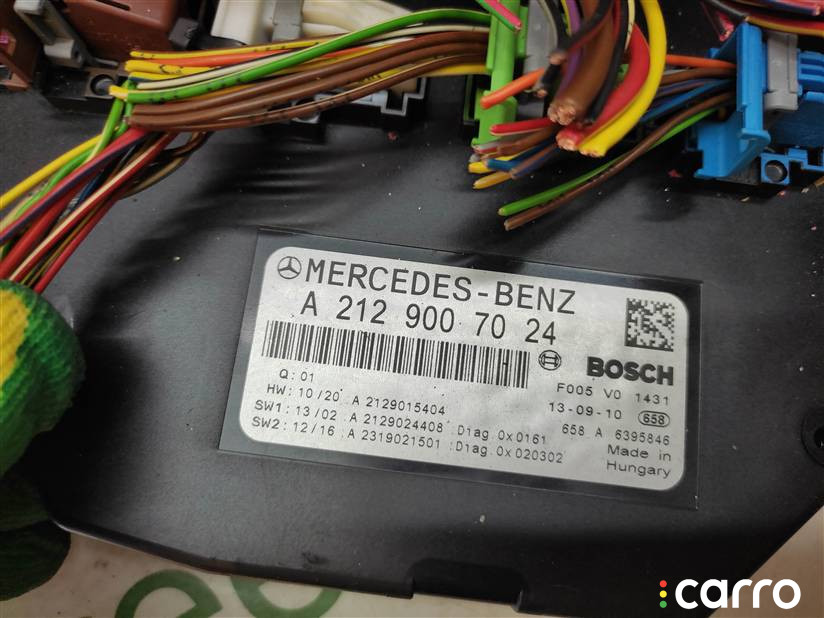 MERCEDES-BENZ
A 212 900 70 24
BOSCH
Q: 01
F005 V0 1431
HW: 10/20 A 2129015404
13-09-10 658
SW1: 13/02 A 2129024408 :Diag.0x0161
658 A 6395846
SW2: 12/16 A 2319021501 :Diag.0x020302
Made in
Hungary
carro